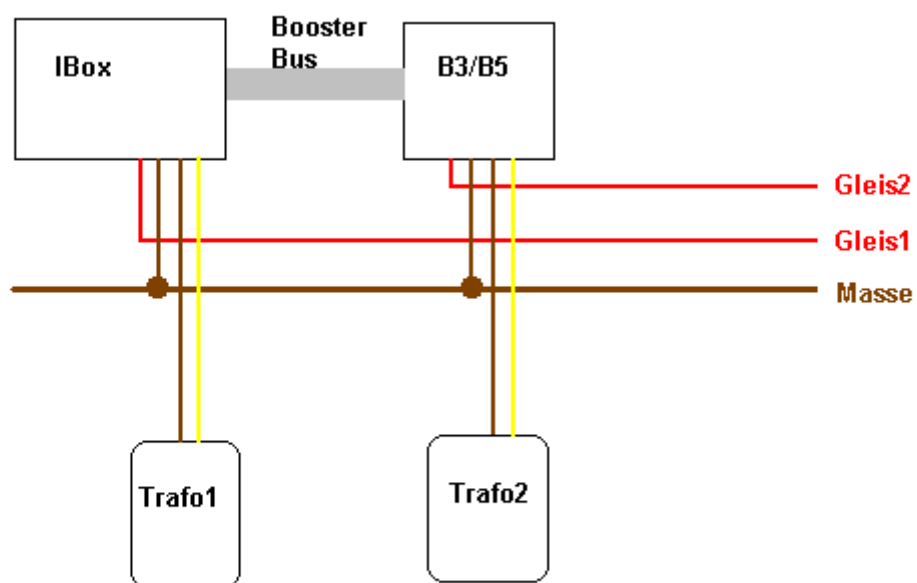 Booster
Bus
IBox
B3/B5
Gleis2
Gleis1
Masse
Trafo1
Trafo2